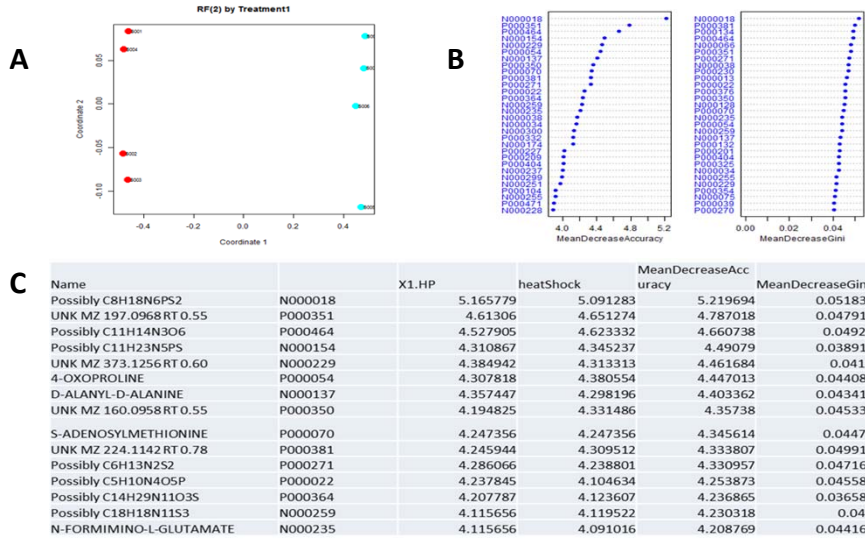 RF(2) by Treatment1
A
S001
S004
S002
S003
S006
0.05
0.00
-0.05
-0.10
Coordinate 2
-0.4 -0.2 0.0 0.2 0.4
Coordinate 1
B
N000018
P000351
P000464
N000154
N000229
P000054
N000137
P000350
P000070
P000381
P000271
P000022
P000364
N000259
N000235
N000038
N000034
N000300
P000332
N000174
P000227
P000209
P000404
N000237
N000299
N000251
P000104
N000255
P000471
N000228
4.0 4.4 4.8 5.2
MeanDecreaseAccuracy
N000018
P000381
P000134
P000464
N000066
P000351
P000271
N000038
P000230
N000013
P000022
P000376
P000350
N000128
P000070
N000235
P000054
N000259
N000137
P000132
P000201
P000404
P000325
N000034
N000255
N000229
P000354
N000075
P000039
P000270
0.00 0.02 0.04
MeanDecreaseGini
C
Name X1.HP heatShock MeanDecreaseAcc
uracy MeanDecreaseGin
Possibly C8H18N6PS2 N000018 5.165779 5.091283 5.219694 0.05183
UNK MZ 197.0968 RT 0.55 P000351 4.61306 4.651274 4.787018 0.04791
Possibly C11H14N3O6 P000464 4.527905 4.623332 4.660738 0.0492
Possibly C11H23N5PS N000154 4.310867 4.345237 4.49079 0.03891
UNK MZ 373.1256 RT 0.60 N000229 4.384942 4.313313 4.461684 0.041
4-OXOPROLINE P000054 4.307818 4.380554 4.447013 0.04408
D-ALANYL-D-ALANINE N000137 4.357447 4.298196 4.403362 0.04341
UNK MZ 160.0958 RT 0.55 P000350 4.194825 4.331486 4.35738 0.04533
S-ADENOSYLMETHIONINE P000070 4.247356 4.247356 4.345614 0.0447
UNK MZ 224.1142 RT 0.78 P000381 4.245944 4.309512 4.333807 0.04991
Possibly C6H13N2S2 P000271 4.286066 4.238801 4.330957 0.04716
Possibly C5H10N4O5P P000022 4.237845 4.104634 4.253873 0.04558
Possibly C14H29N11O3S P000364 4.207787 4.123607 4.236865 0.03658
Possibly C18H18N11S3 N000259 4.115656 4.119522 4.230318 0.04
N-FORMIMINO-L-GLUTAMATE N000235 4.115656 4.091016 4.208769 0.04416